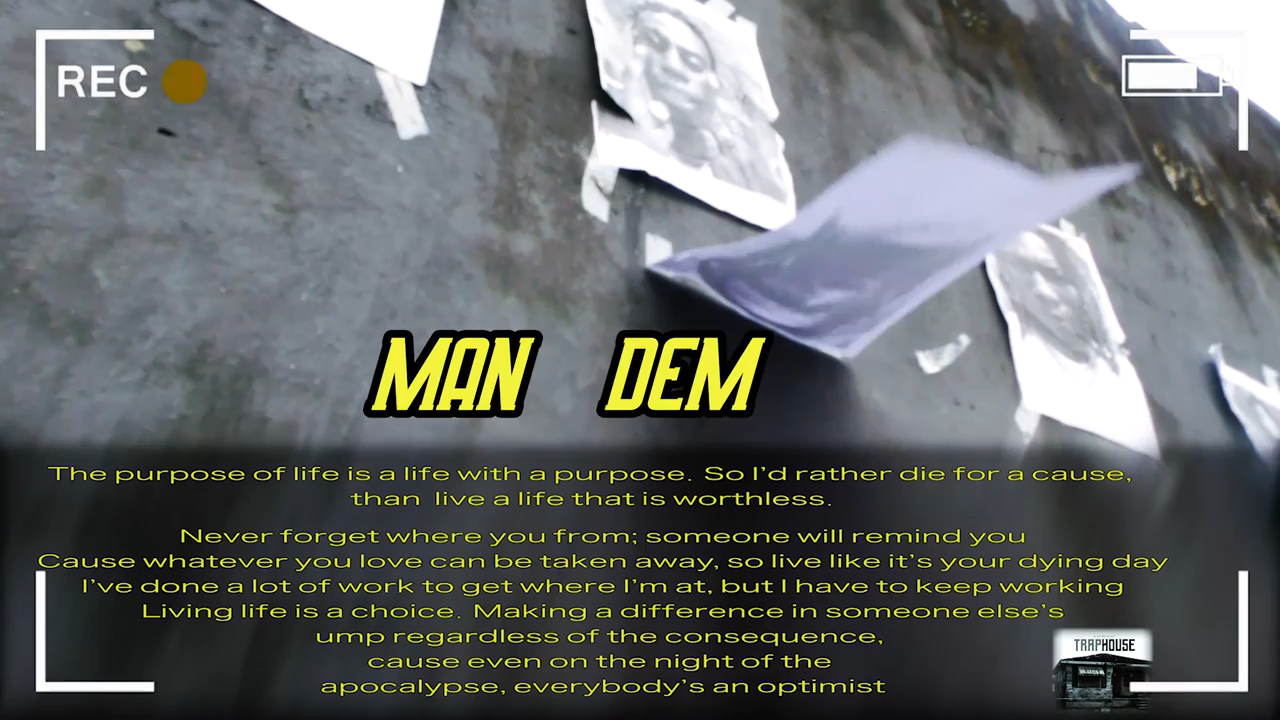 REC
MAN DEM
The purpose of life is a life with a purpose. So I'd rather die for a cause,
than live a life that is worthless.
Never forget where you from; someone will remind you
Cause whatever you love can be taken away, so live like it's your dying day
I've done a lot of work to get where I'm at, but I have to keep working
Living life is a choice. Making a difference in someone else's
ump regardless of the consequence,
cause even on the night of the
apocalypse, everybody's an optimist
TRAPHOUSE